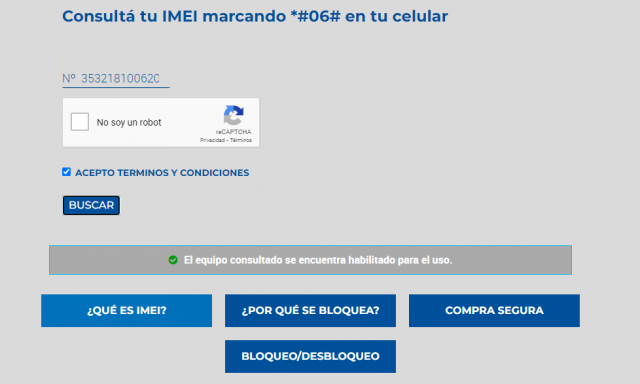 Consultá tu IMEI marcando *#06# en tu celular
Nº 353218100620
No soy un robot
reCAPTCHA
Privacidad - Términos
ACEPTO TERMINOS Y CONDICIONES
BUSCAR
El equipo consultado se encuentra habilitado para el uso.
¿QUÉ ES IMEI?
¿POR QUÉ SE BLOQUEA?
COMPRA SEGURA
BLOQUEO/DESBLOQUEO